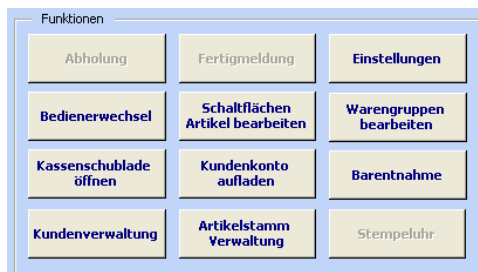 Funktionen
Abholung
Fertigmeldung
Einstellungen
Bedienerwechsel
Schaltflächen
Artikel bearbeiten
Warengruppen
bearbeiten
Kassenschublade
öffnen
Kundenkonto
aufladen
Barentnahme
Kundenverwaltung
Artikelstamm
Verwaltung
Stempeluhr